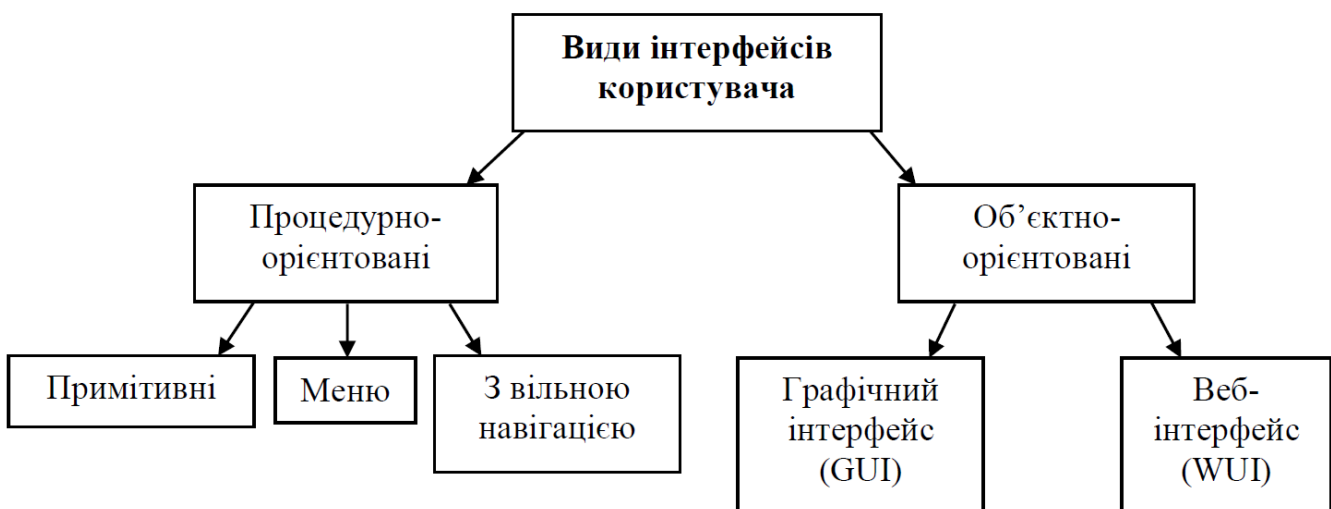 Види інтерфейсів
користувача
Процедурно-
орієнтовані
Об’єктно-
орієнтовані
Примітивні
Меню
З вільною
навігацією
Графічний
інтерфейс
(GUI)
Веб-
інтерфейс
(WUI)